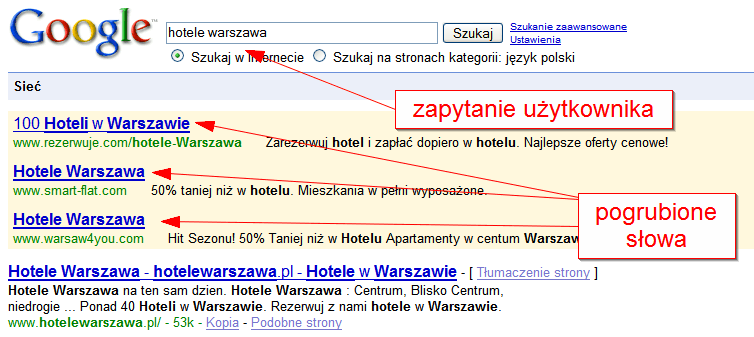 Google™
hotele warszawa
Szukaj
Szukanie zaawansowane
Ustawienia
Szukaj w internecie
Szukaj na stronach kategorii: język polski
Sieć
zapytanie użytkownika
100 Hoteli w Warszawie
www.rezerwuje.com/hotele-Warszawa Zarezerwuj hotel i zapłać dopiero w hotelu. Najlepsze oferty cenowe!
Hotele Warszawa
www.smart-flat.com 50% taniej niż w hotelu. Mieszkania w pełni wyposażone.
Hotele Warszawa
www.warsaw4you.com Hit Sezonu! 50% Taniej niż w Hotelu Apartamenty w centum
pogrubione
słowa
Hotele Warszawa - hotelewarszawa.pl - Hotele w Warszawie - [ Tłumaczenie strony ]
Hotele Warszawa na ten sam dzien. Hotele Warszawa : Centrum, Blisko Centrum,
niedrogie ... Ponad 40 Hoteli w Warszawie. Rezerwuj z nami hotele w Warszawie.
www.hotelewarszawa.pl/ - 53k - Kopia - Podobne strony